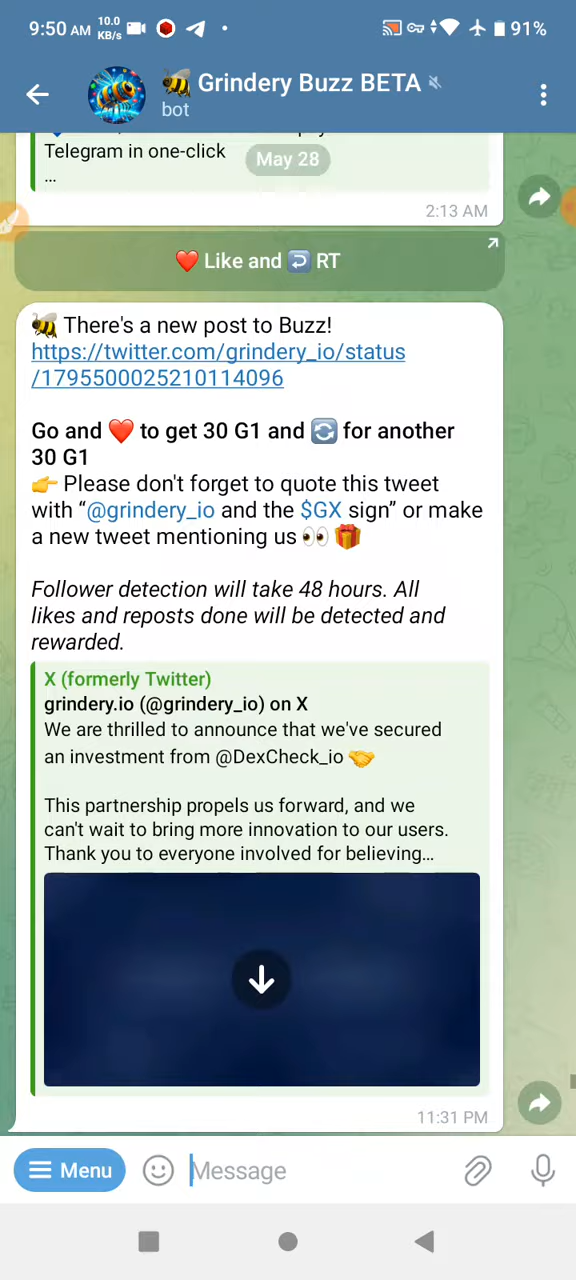 9:50 AM 10.0 KB/s 91%
Grindery Buzz BETA
bot
Telegram in one-click
May 28
...
2:13 AM
❤️ Like and ↩️ RT
🐝 There's a new post to Buzz!
https://twitter.com/grindery_io/status
/1795500025210114096
Go and ❤️ to get 30 G1 and 🔄 for another
30 G1
👉 Please don't forget to quote this tweet
with “@grindery_io and the $GX sign” or make
a new tweet mentioning us 👀 🎁
Follower detection will take 48 hours. All
likes and reposts done will be detected and
rewarded.
X (formerly Twitter)
grindery.io (@grindery_io) on X
We are thrilled to announce that we've secured
an investment from @DexCheck_io 🤝
This partnership propels us forward, and we
can't wait to bring more innovation to our users.
Thank you to everyone involved for believing…
11:31 PM
Menu
Message